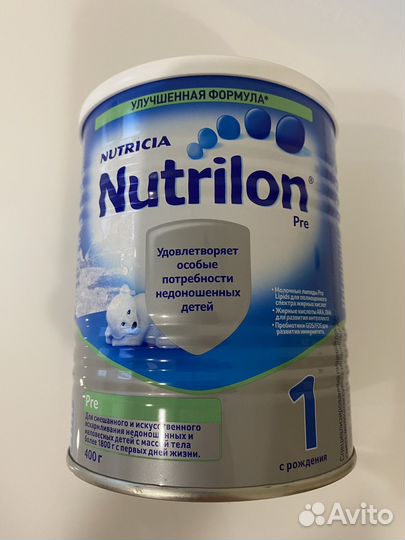 УЛУЧШЕННАЯ ФОРМУЛА*
NUTRICIA
Nutrilon®
Pre
Удовлетворяет
особые
потребности
недоношенных
детей
• Молочные липиды Pro
Lipids для полноценного
спектра жирных кислот
• Жирные кислоты ARA, DHA
для развития интеллекта
• Пребиотики GOS/FOS для
развития иммунитета
1
с рождения
Pre
Для смешанного и искусственного
вскармливания недоношенных и
маловесных детей с массой тела
более 1800 г с первых дней жизни.
400 г
Avito